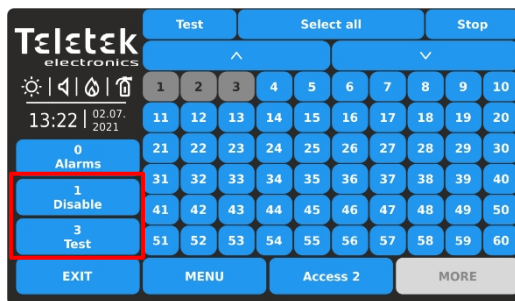 Teletek
electronics
13:22 02.07.
2021
0
Alarms
1
Disable
3
Test
EXIT
Test Select all Stop
1 2 3 4 5 6 7 8 9 10
11 12 13 14 15 16 17 18 19 20
21 22 23 24 25 26 27 28 29 30
31 32 33 34 35 36 37 38 39 40
41 42 43 44 45 46 47 48 49 50
51 52 53 54 55 56 57 58 59 60
MENU Access 2 MORE